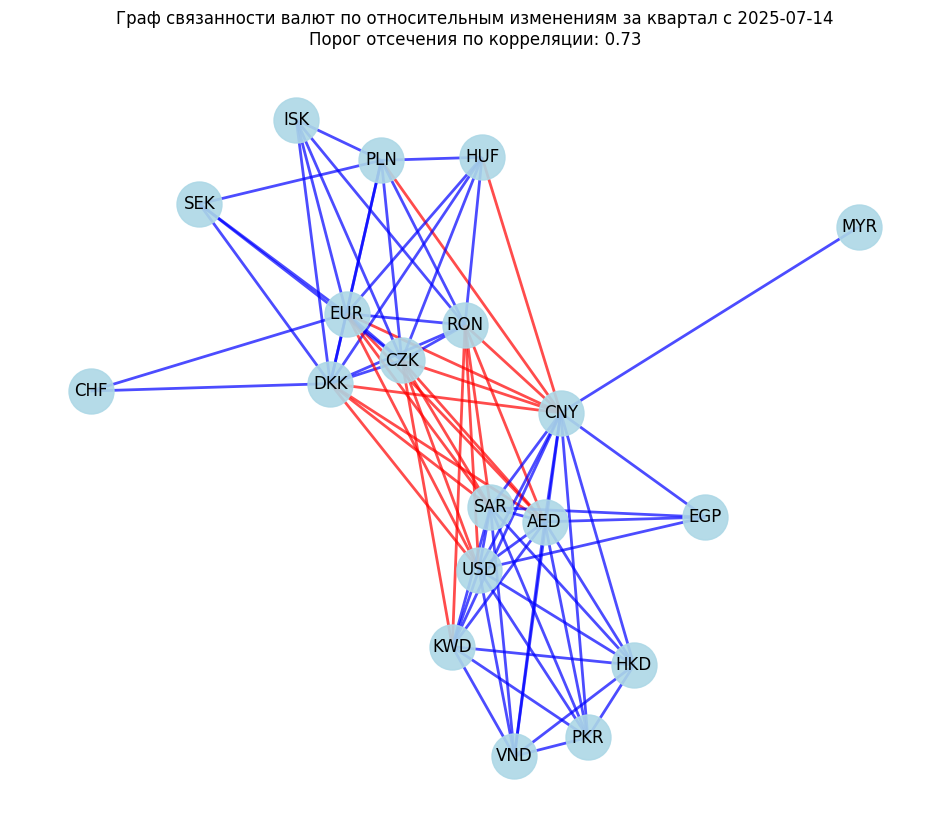 Граф связанности валют по относительным изменениям за квартал с 2025-07-14
Порог отсечения по корреляции: 0.73
ISK
PLN
HUF
SEK
MYR
EUR
RON
CZK
DKK
CHF
CNY
SAR
AED
EGP
USD
KWD
HKD
PKR
VND